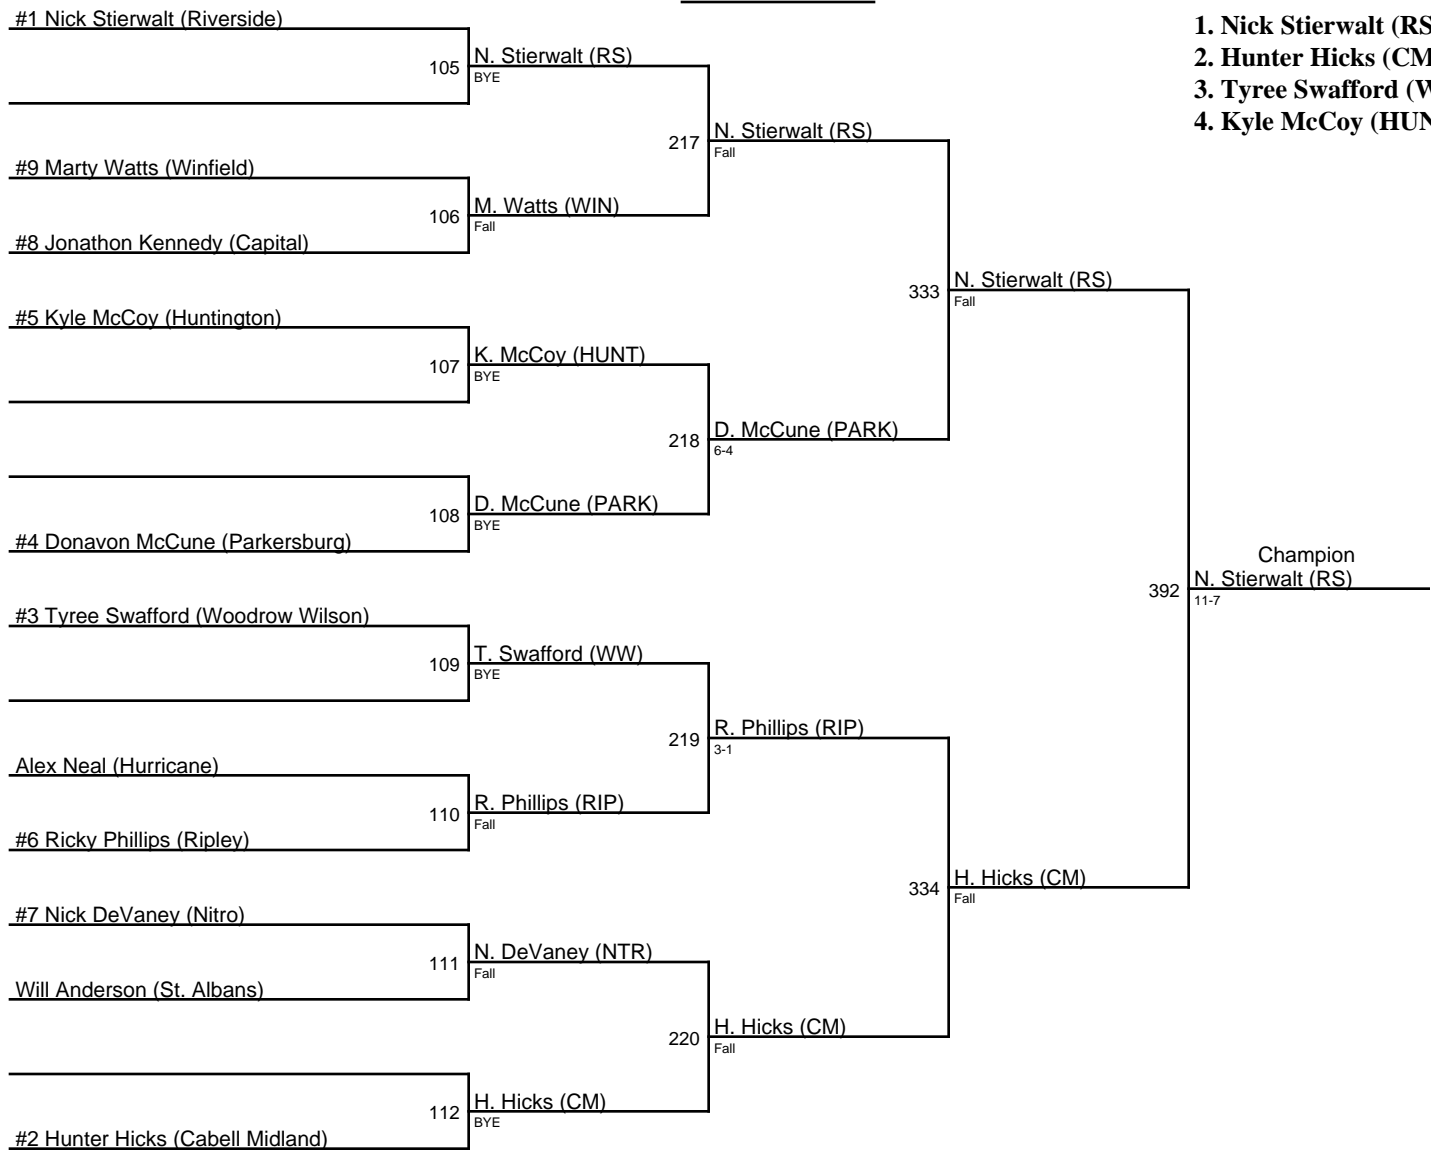 #1 Nick Stierwalt (Riverside)
105
N. Stierwalt (RS)
BYE
217
N. Stierwalt (RS)
Fall
#9 Marty Watts (Winfield)
106
M. Watts (WIN)
Fall
#8 Jonathon Kennedy (Capital)
333
N. Stierwalt (RS)
Fall
#5 Kyle McCoy (Huntington)
107
K. McCoy (HUNT)
BYE
218
D. McCune (PARK)
6-4
108
D. McCune (PARK)
BYE
#4 Donavon McCune (Parkersburg)
392
Champion
N. Stierwalt (RS)
11-7
#3 Tyree Swafford (Woodrow Wilson)
109
T. Swafford (WW)
BYE
219
R. Phillips (RIP)
3-1
Alex Neal (Hurricane)
110
R. Phillips (RIP)
Fall
#6 Ricky Phillips (Ripley)
334
H. Hicks (CM)
Fall
#7 Nick DeVaney (Nitro)
111
N. DeVaney (NTR)
Fall
Will Anderson (St. Albans)
220
H. Hicks (CM)
Fall
112
H. Hicks (CM)
BYE
#2 Hunter Hicks (Cabell Midland)
1. Nick Stierwalt (RS
2. Hunter Hicks (CM
3. Tyree Swafford (W
4. Kyle McCoy (HUN